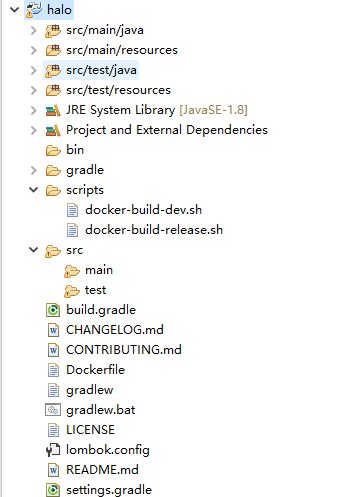 halo
src/main/java
src/main/resources
src/test/java
src/test/resources
JRE System Library [JavaSE-1.8]
Project and External Dependencies
bin
gradle
scripts
docker-build-dev.sh
docker-build-release.sh
src
main
test
build.gradle
CHANGELOG.md
CONTRIBUTING.md
Dockerfile
gradlew
gradlew.bat
LICENSE
lombok.config
README.md
settings.gradle